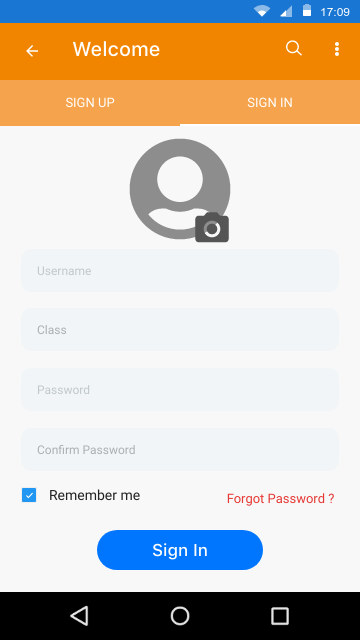 17:09
Welcome
SIGN UP SIGN IN
Username
Class
Password
Confirm Password
Remember me Forgot Password ?
Sign In